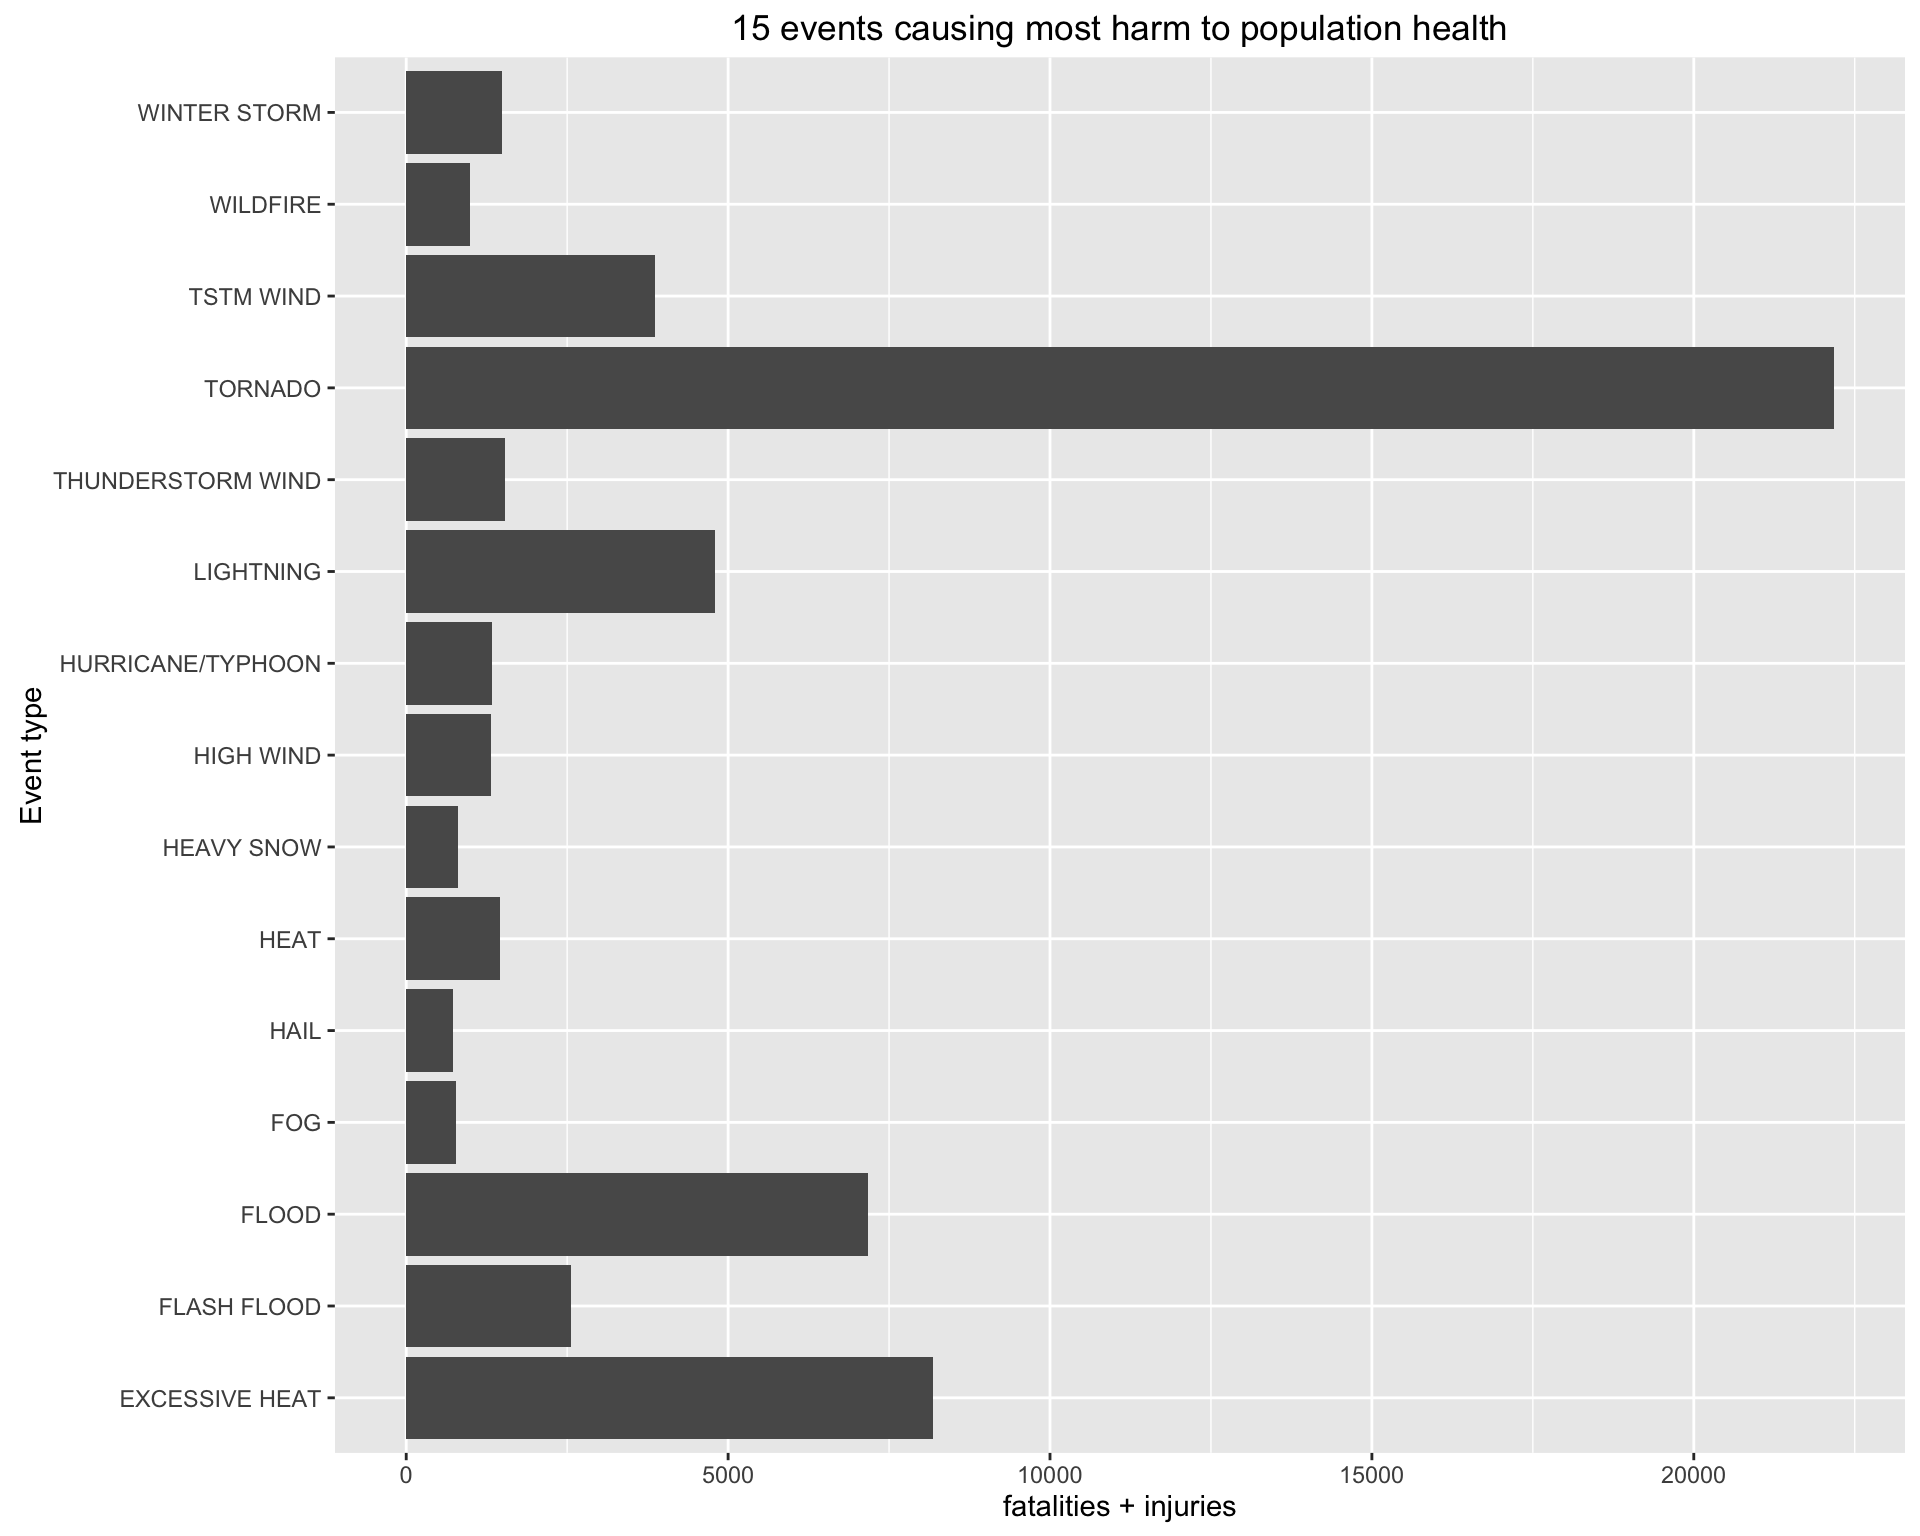 15 events causing most harm to population health
WINTER STORM
WILDFIRE
TSTM WIND
TORNADO
THUNDERSTORM WIND
LIGHTNING
HURRICANE/TYPHOON
HIGH WIND
HEAVY SNOW
HEAT
HAIL
FOG
FLOOD
FLASH FLOOD
EXCESSIVE HEAT
Event type
0 5000 10000 15000 20000
fatalities + injuries